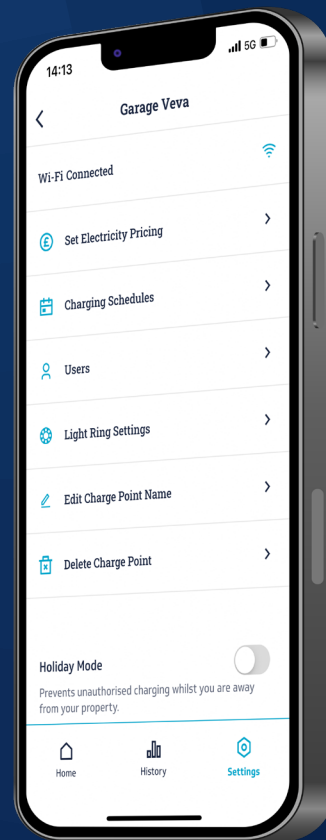 14:13
5G
Garage Veva
Wi-Fi Connected
£ Set Electricity Pricing
Charging Schedules
Users
Light Ring Settings
Edit Charge Point Name
Delete Charge Point
Holiday Mode
Prevents unauthorised charging whilst you are away
from your property.
Home
History
Settings